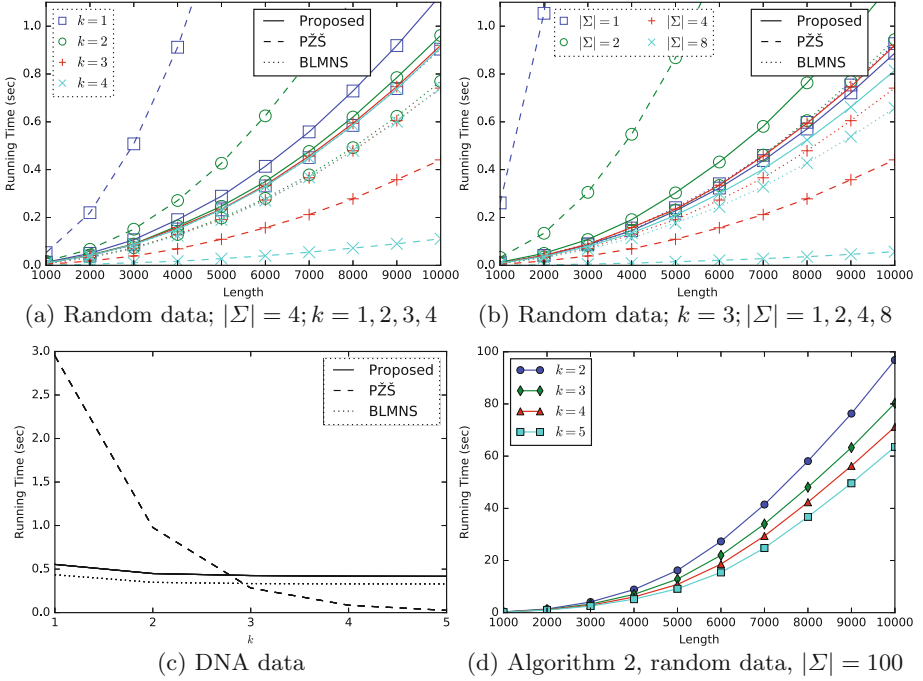 1.0
0.8
0.6
0.4
0.2
0.0
Running Time (sec)
k = 1
k = 2
k = 3
k = 4
Proposed
PŽŠ
BLMNS
1000 2000 3000 4000 5000 6000 7000 8000 9000 10000
Length
(a) Random data; |Σ| = 4; k = 1, 2, 3, 4
1.0
0.8
0.6
0.4
0.2
0.0
Running Time (sec)
|Σ| = 1
|Σ| = 2
|Σ| = 4
|Σ| = 8
Proposed
PŽŠ
BLMNS
1000 2000 3000 4000 5000 6000 7000 8000 9000 10000
Length
(b) Random data; k = 3; |Σ| = 1, 2, 4, 8
3.0
2.5
2.0
1.5
1.0
0.5
0.0
Running Time (sec)
Proposed
PŽŠ
BLMNS
1 2 3 4 5
k
(c) DNA data
100
80
60
40
20
0
Running Time (sec)
k = 2
k = 3
k = 4
k = 5
1000 2000 3000 4000 5000 6000 7000 8000 9000 10000
Length
(d) Algorithm 2, random data, |Σ| = 100